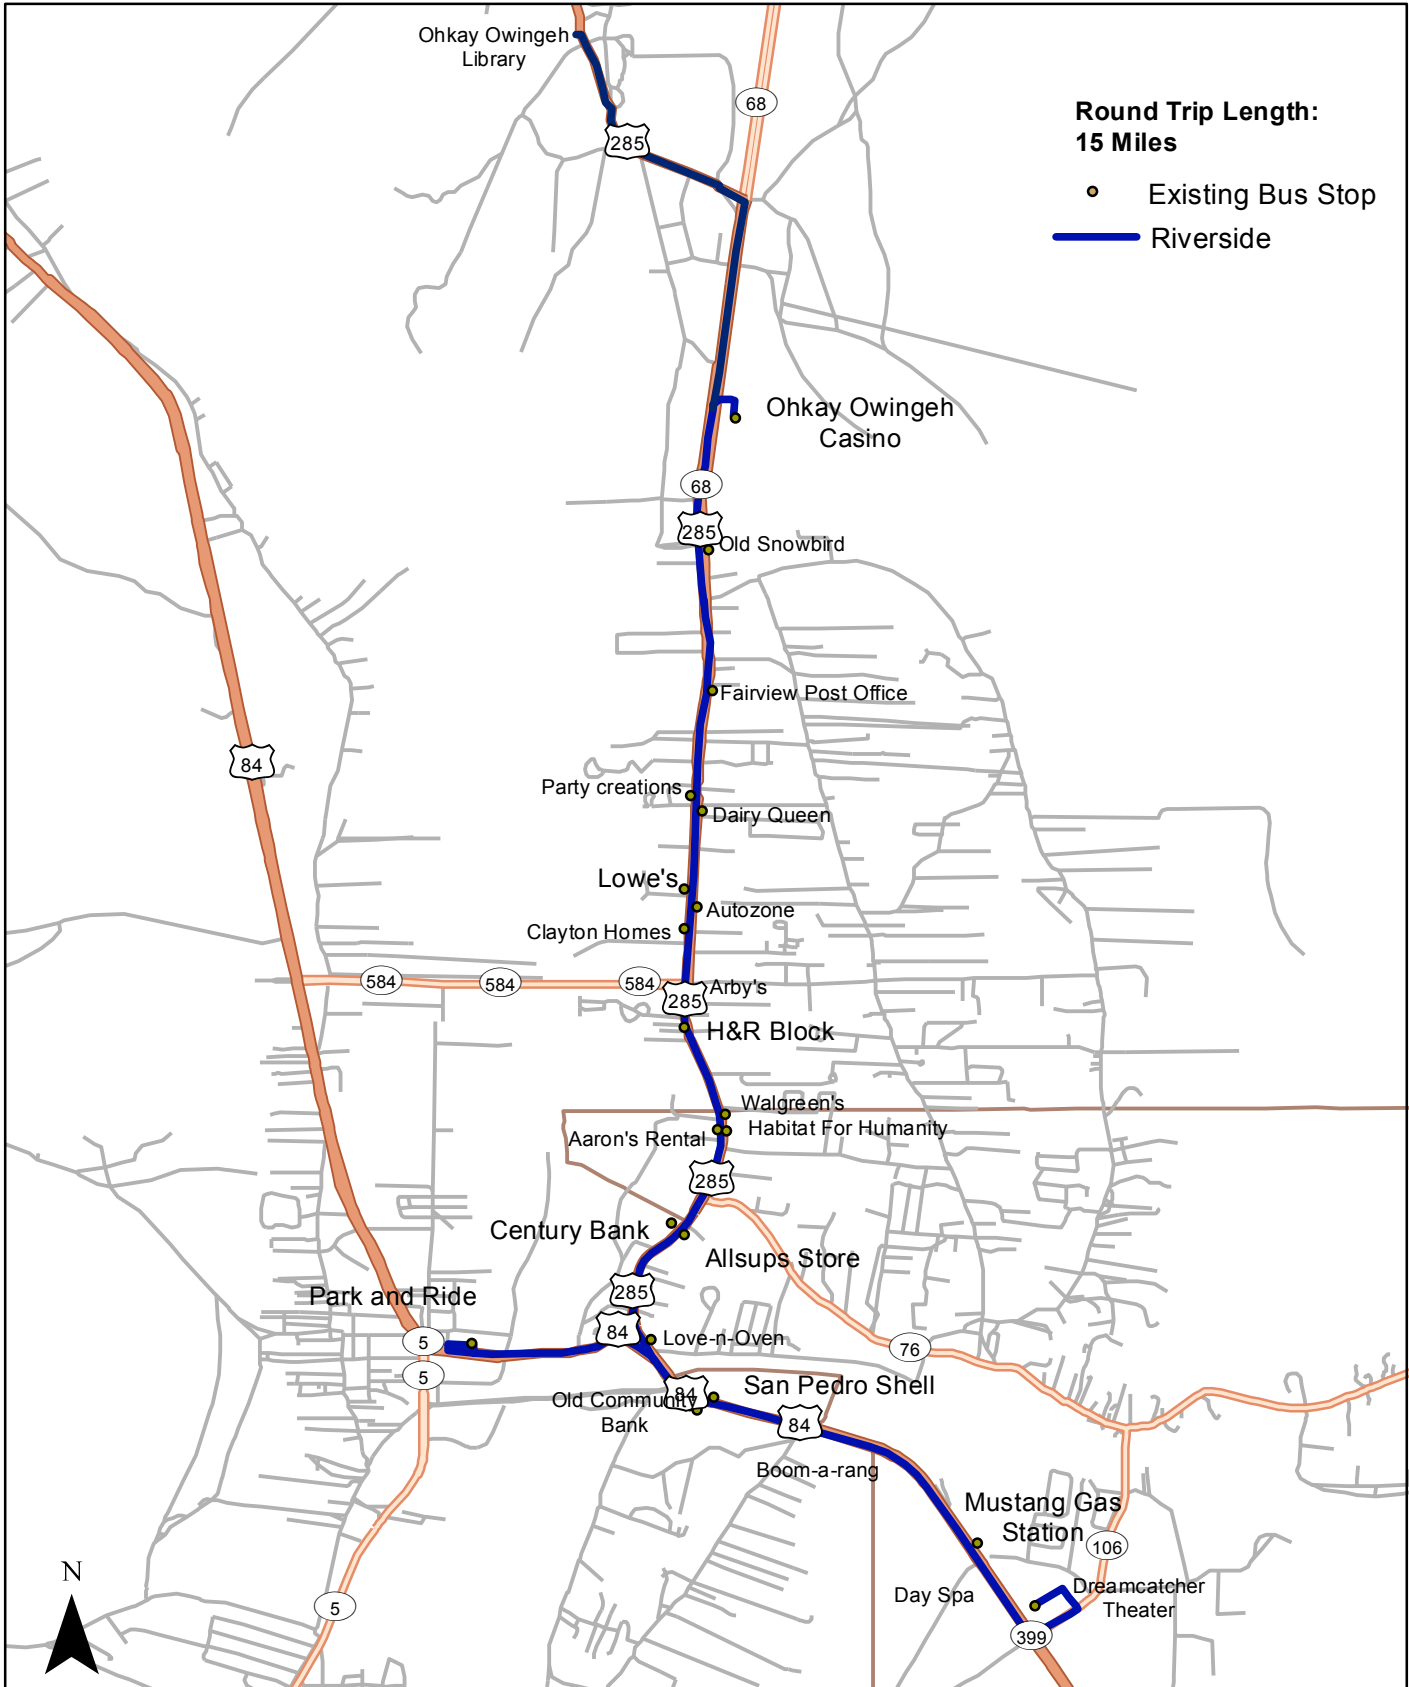 Ohkay Owingeh
Library
68
285
Round Trip Length:
15 Miles
Existing Bus Stop
Riverside
Ohkay Owingeh
Casino
68
285
Old Snowbird
Fairview Post Office
84
Party creations
Dairy Queen
Lowe's
Autozone
Clayton Homes
584
584
584
Arby's
285
H&R Block
Walgreen's
Habitat For Humanity
Aaron's Rental
285
Century Bank
Allsups Store
285
Park and Ride
84
5
Love-n-Oven
76
5
San Pedro Shell
84
Old Community
Bank
84
Boom-a-rang
Mustang Gas
Station
106
N
Dreamcatcher
Theater
Day Spa
5
399